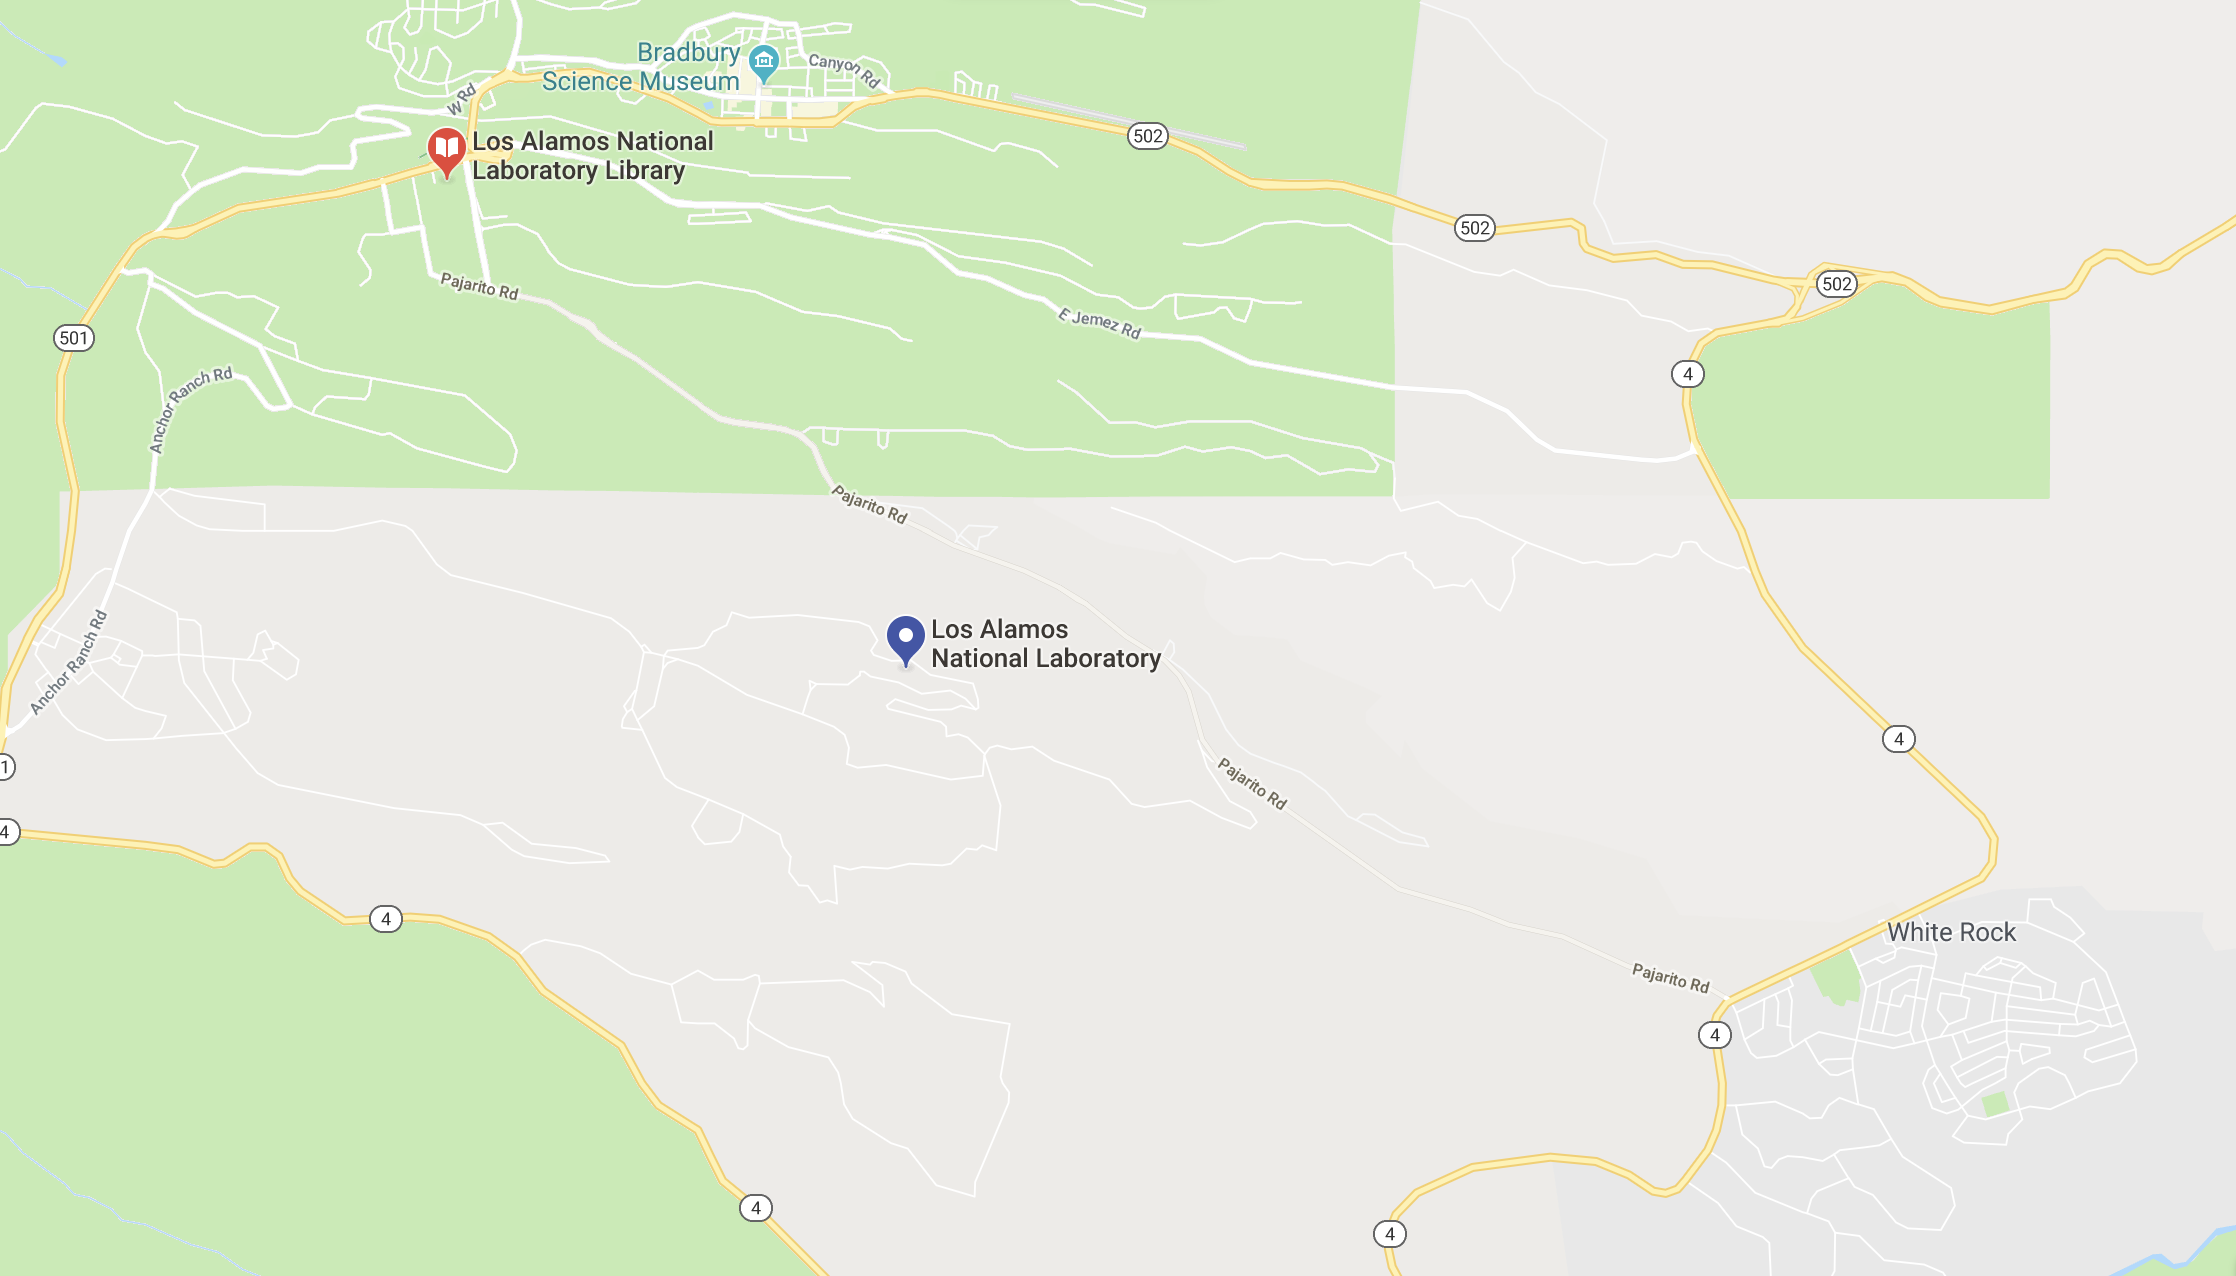 Bradbury
Science Museum
Canyon Rd
W Rd
502
Los Alamos National
Laboratory Library
502
502
Pajarito Rd
E Jemez Rd
501
4
Anchor Ranch Rd
Pajarito Rd
Los Alamos
National Laboratory
Anchor Ranch Rd
4
1
Pajarito Rd
4
4
White Rock
Pajarito Rd
4
4
4